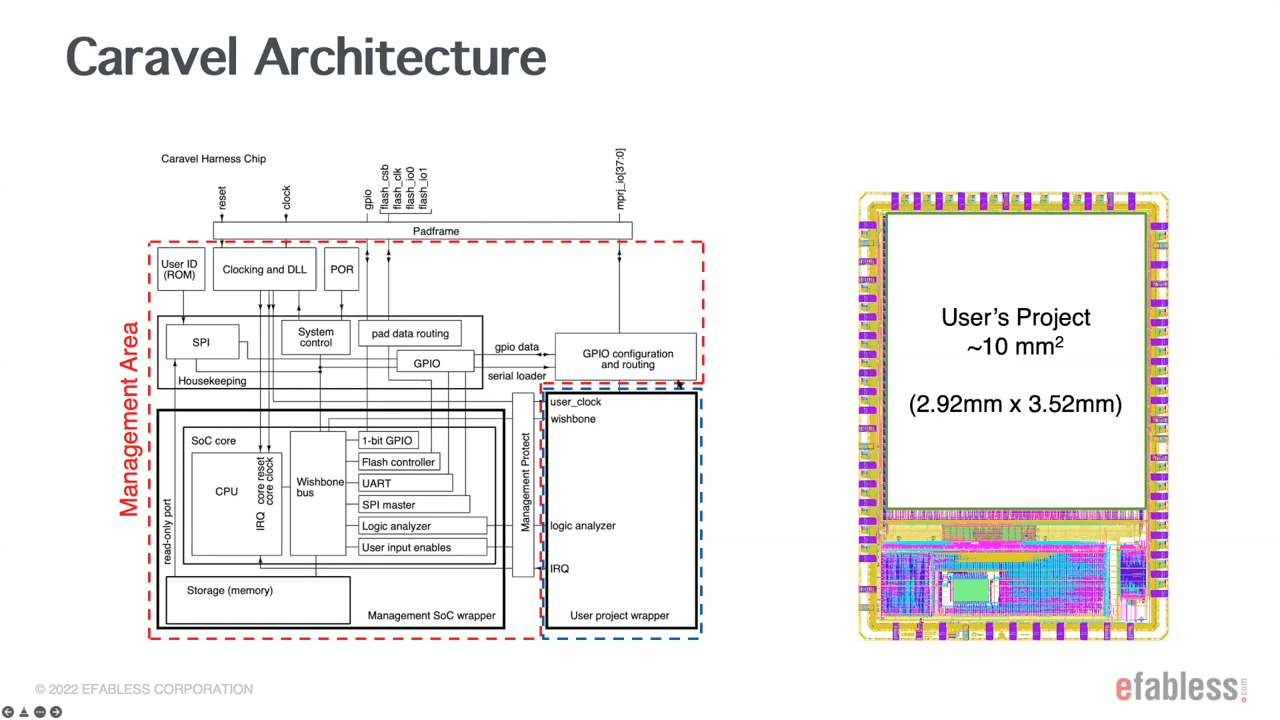 Caravel Architecture
Caravel Harness Chip
reset
clock
gpio
flash_csb
flash_clk
flash_io0
flash_io1
mprj_io[37:0]
Padframe
Management Area
User ID
(ROM)
Clocking and DLL
POR
SPI
System
control
pad data routing
GPIO
Housekeeping
gpio data
serial loader
GPIO configuration
and routing
SoC core
CPU
IRQ
core reset
core clock
Wishbone
bus
1-bit GPIO
Flash controller
UART
SPI master
Logic analyzer
User input enables
read-only port
Storage (memory)
Management SoC wrapper
Management Protect
user_clock
wishbone
logic analyzer
IRQ
User project wrapper
User's Project
~10 mm²
(2.92mm x 3.52mm)
© 2022 EFABLESS CORPORATION
efabless.com